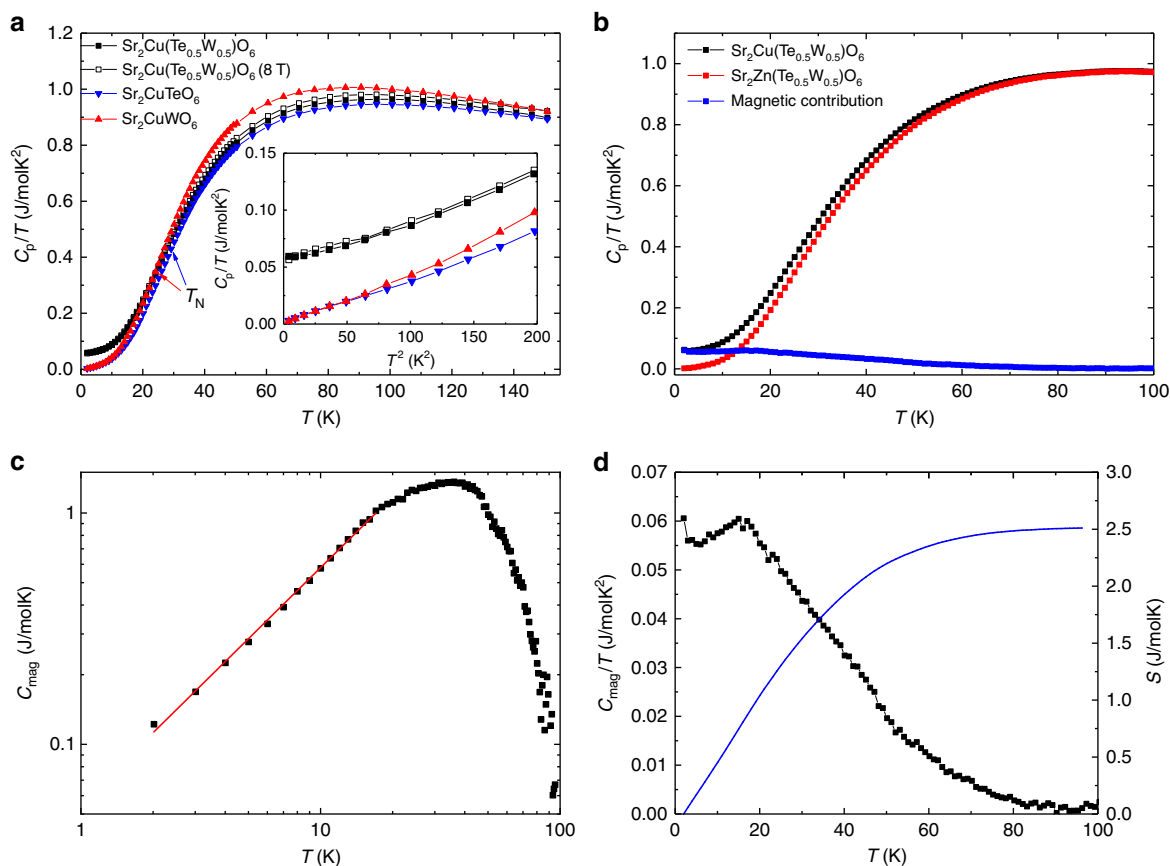 a
C_p/T (J/molK²)
1.2
1.0
0.8
0.6
0.4
0.2
0.0
Sr₂Cu(Te₀.₅W₀.₅)O₆
Sr₂Cu(Te₀.₅W₀.₅)O₆ (8 T)
Sr₂CuTeO₆
Sr₂CuWO₆
T_N
C_p/T (J/molK²)
0.15
0.10
0.05
0.00
0 50 100 150 200
T² (K²)
0 20 40 60 80 100 120 140
T (K)
b
C_p/T (J/molK²)
1.0
0.8
0.6
0.4
0.2
0.0
Sr₂Cu(Te₀.₅W₀.₅)O₆
Sr₂Zn(Te₀.₅W₀.₅)O₆
Magnetic contribution
0 20 40 60 80 100
T (K)
c
C_mag (J/molK)
1
0.1
1 10 100
T (K)
d
C_mag/T (J/molK²)
0.07
0.06
0.05
0.04
0.03
0.02
0.01
0.00
3.0
2.5
2.0
1.5
1.0
0.5
0.0
S (J/molK)
0 20 40 60 80 100
T (K)